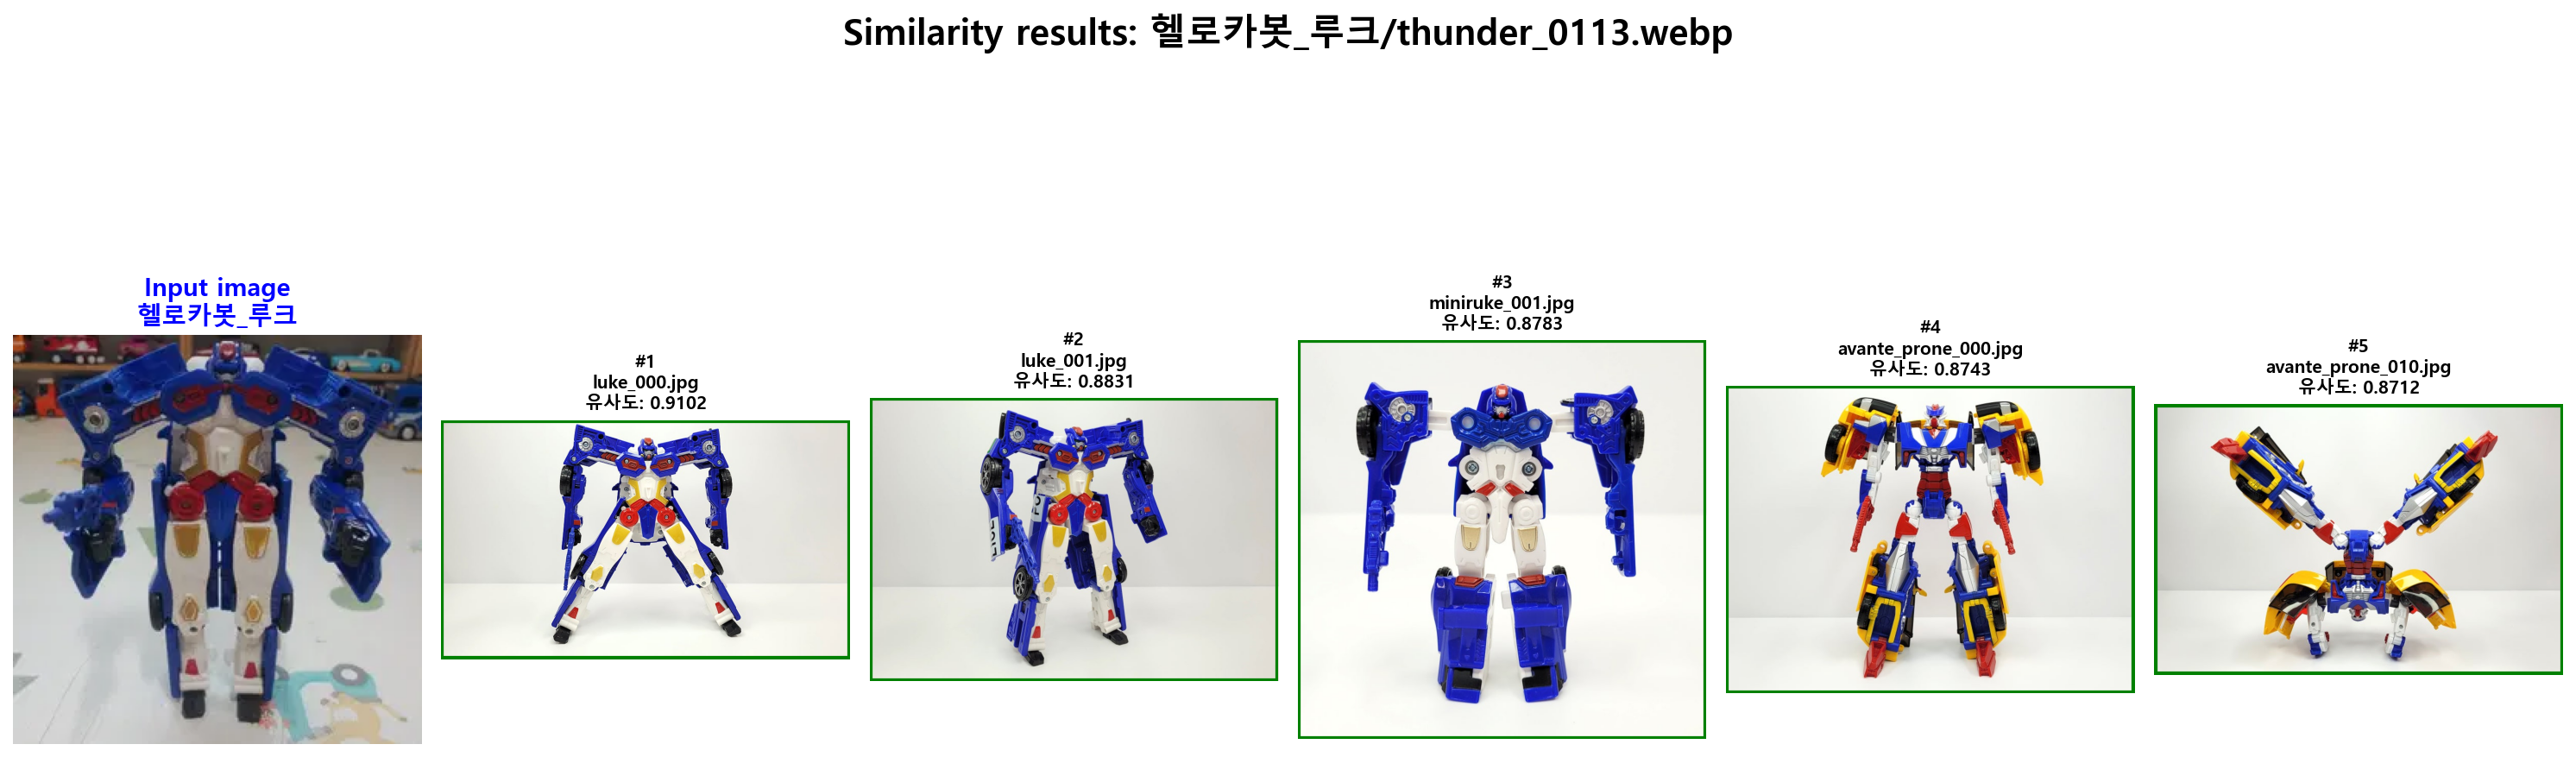 Similarity results: 헬로카봇_루크/thunder_0113.webp
Input image
헬로카봇_루크
#1
luke_000.jpg
유사도: 0.9102
#2
luke_001.jpg
유사도: 0.8831
#3
miniruke_001.jpg
유사도: 0.8783
#4
avante_prone_000.jpg
유사도: 0.8743
#5
avante_prone_010.jpg
유사도: 0.8712